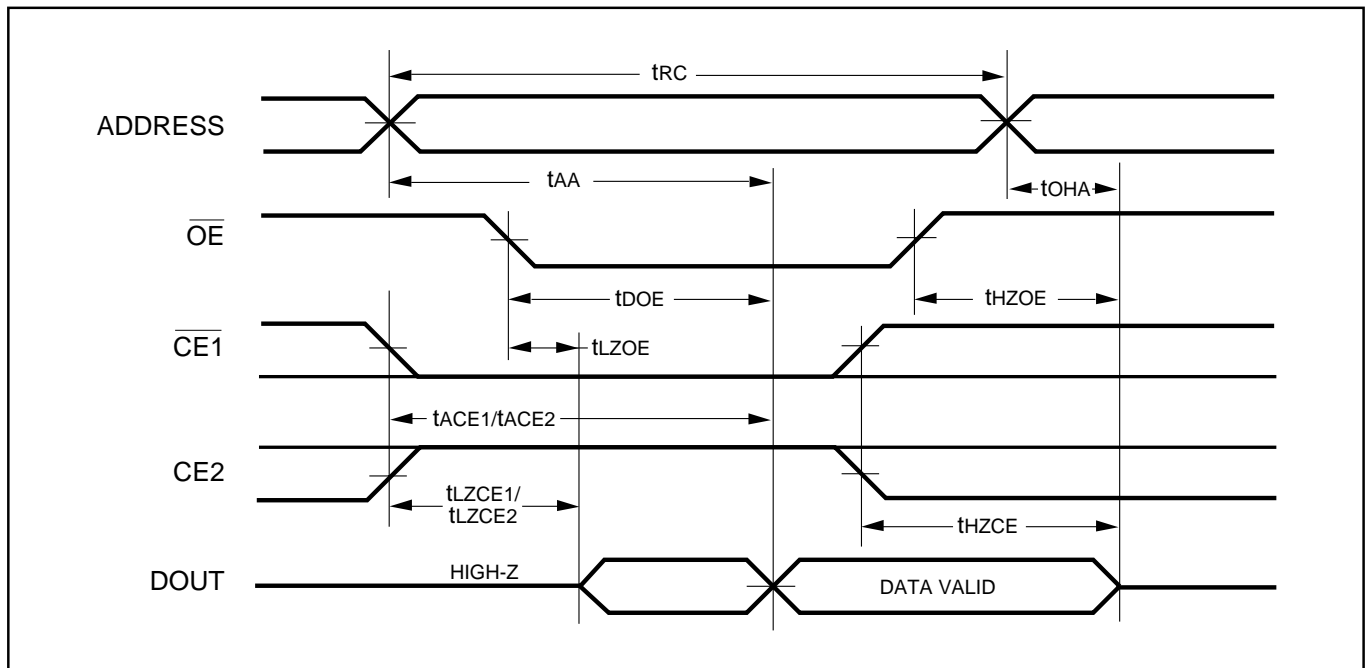 tRC
ADDRESS
tAA
tOHA
OE
tDOE
tHZOE
CE1
tLZOE
tACE1/tACE2
CE2
tLZCE1/
tLZCE2
tHZCE
DOUT
HIGH-Z
DATA VALID